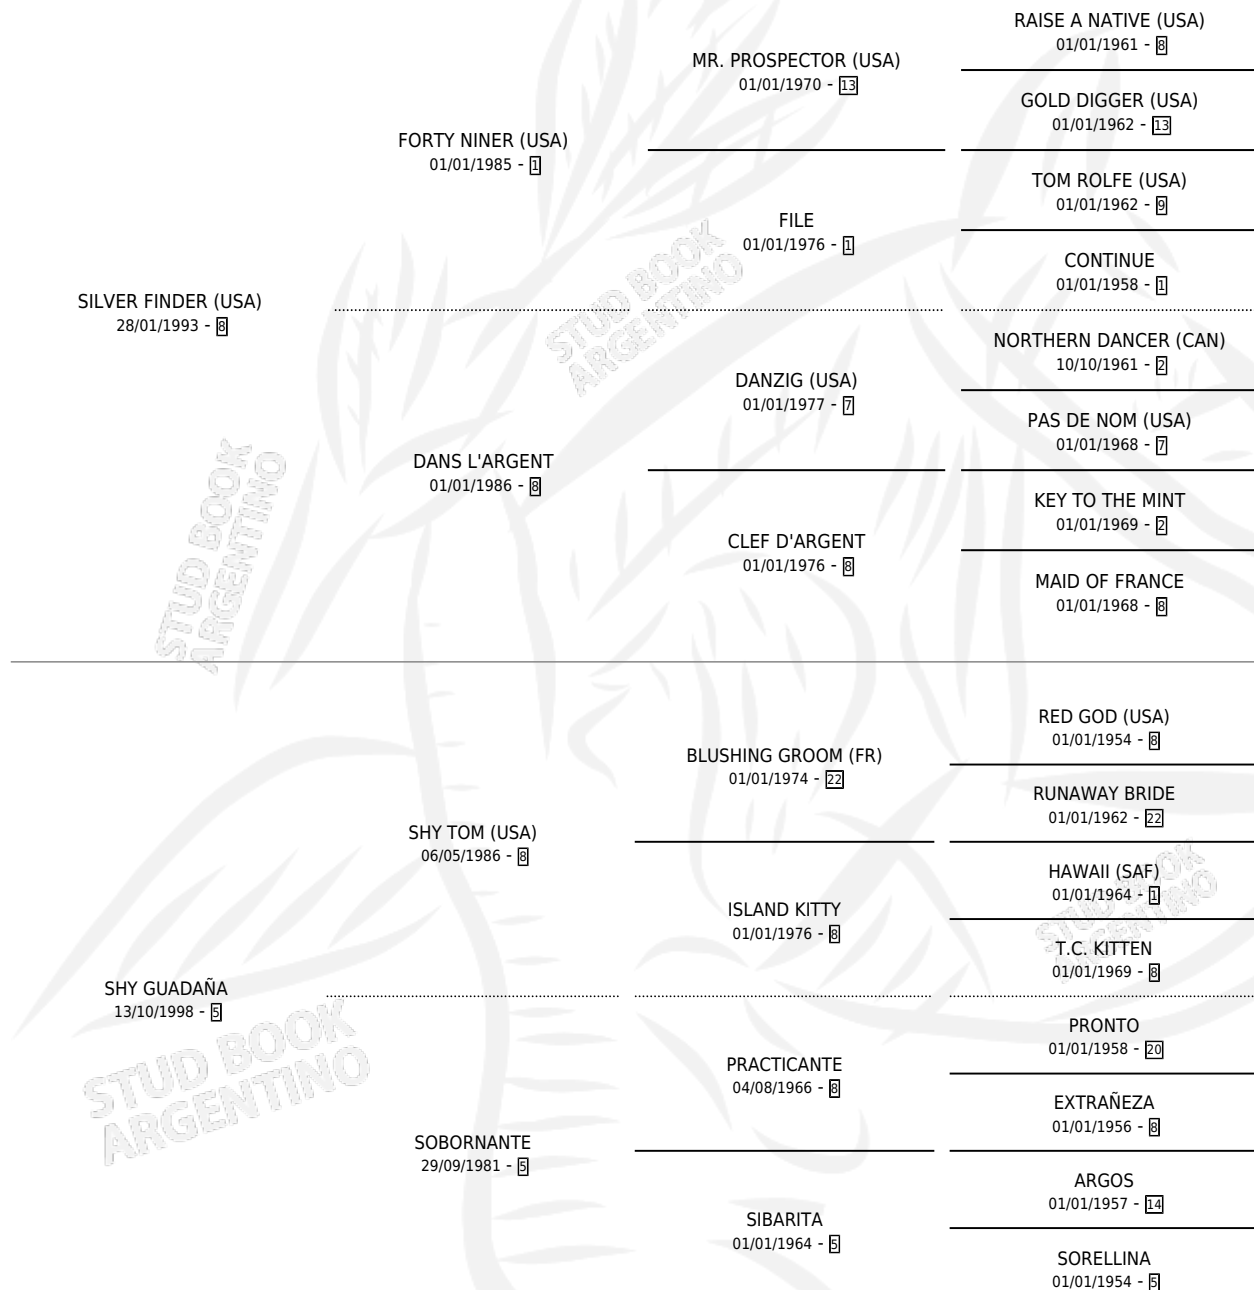 RAISE A NATIVE (USA)
01/01/1961 - 8
MR. PROSPECTOR (USA)
01/01/1970 - 13
GOLD DIGGER (USA)
01/01/1962 - 13
FORTY NINER (USA)
01/01/1985 - 1
TOM ROLFE (USA)
01/01/1962 - 9
FILE
01/01/1976 - 1
CONTINUE
01/01/1958 - 1
SILVER FINDER (USA)
28/01/1993 - 8
NORTHERN DANCER (CAN)
10/10/1961 - 2
DANZIG (USA)
01/01/1977 - 7
PAS DE NOM (USA)
01/01/1968 - 7
DANS L'ARGENT
01/01/1986 - 8
KEY TO THE MINT
01/01/1969 - 2
CLEF D'ARGENT
01/01/1976 - 8
MAID OF FRANCE
01/01/1968 - 8
RED GOD (USA)
01/01/1954 - 8
BLUSHING GROOM (FR)
01/01/1974 - 22
RUNAWAY BRIDE
01/01/1962 - 22
SHY TOM (USA)
06/05/1986 - 8
HAWAII (SAF)
01/01/1964 - 1
ISLAND KITTY
01/01/1976 - 8
T.C. KITTEN
01/01/1969 - 8
SHY GUADAÑA
13/10/1998 - 5
PRONTO
01/01/1958 - 20
PRACTICANTE
04/08/1966 - 8
EXTRAÑEZA
01/01/1956 - 8
SOBORNANTE
29/09/1981 - 5
ARGOS
01/01/1957 - 14
SIBARITA
01/01/1964 - 5
SORELLINA
01/01/1954 - 5
STUD BOOK
ARGENTINO
STUD BOOK
ARGENTINO
STUD BOOK
ARGENTINO
STUD BOOK
ARGENTINO